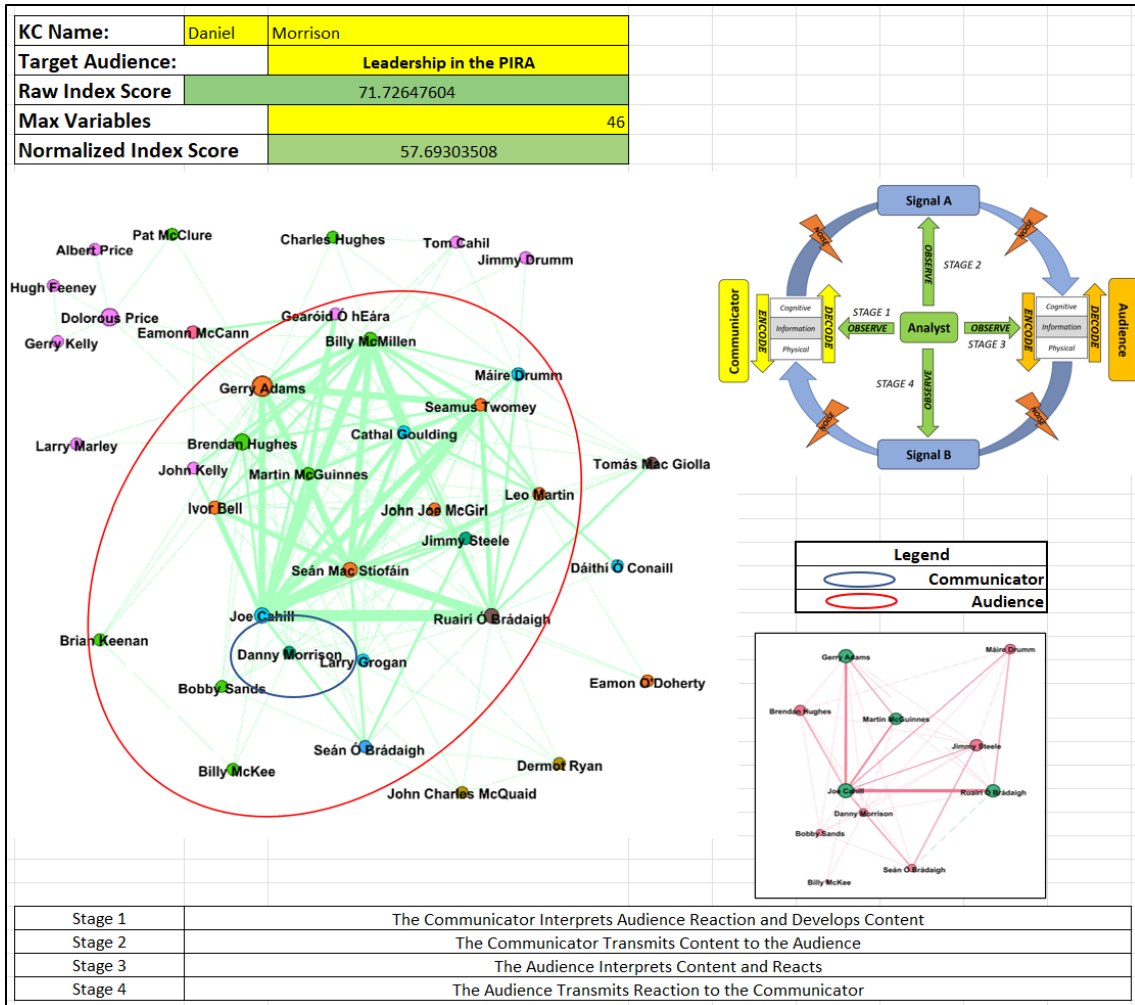 KC Name: Daniel Morrison
Target Audience: Leadership in the PIRA
Raw Index Score 71.72647604
Max Variables 46
Normalized Index Score 57.69303508
Pat McClure
Albert Price
Charles Hughes
Tom Cahil
Jimmy Drumm
Hugh Feeney
Dolorous Price
Gearóid Ó hEára
Eamonn McCann
Gerry Kelly
Billy McMillen
Máire Drumm
Gerry Adams
Seamus Twomey
Cathal Goulding
Brendan Hughes
Larry Marley
John Kelly
Martin McGuinnes
Tomás Mac Giolla
Leo Martin
Ivor Bell
John Joe McGirl
Jimmy Steele
Seán Mac Stiofáin
Dáithí Ó Conaill
Joe Cahill
Ruairí Ó Brádaigh
Brian Keenan
Danny Morrison
Larry Grogan
Bobby Sands
Eamon O'Doherty
Seán Ó Brádaigh
Billy McKee
Dermot Ryan
John Charles McQuaid
Signal A
NOISE
NOISE
OBSERVE
STAGE 2
Communicator
ENCODE
DECODE
Cognitive
Information
Physical
STAGE 1
OBSERVE
Analyst
OBSERVE
STAGE 3
ENCODE
Cognitive
Information
Physical
DECODE
Audience
STAGE 4
OBSERVE
NOISE
NOISE
Signal B
Legend
Communicator
Audience
Gerry Adams
Máire Drumm
Brendan Hughes
Martin McGuinnes
Jimmy Steele
Joe Cahill
Ruairi Ó Brádaigh
Danny Morrison
Bobby Sands
Seán Ó Brádaigh
Billy McKee
Stage 1 The Communicator Interprets Audience Reaction and Develops Content
Stage 2 The Communicator Transmits Content to the Audience
Stage 3 The Audience Interprets Content and Reacts
Stage 4 The Audience Transmits Reaction to the Communicator